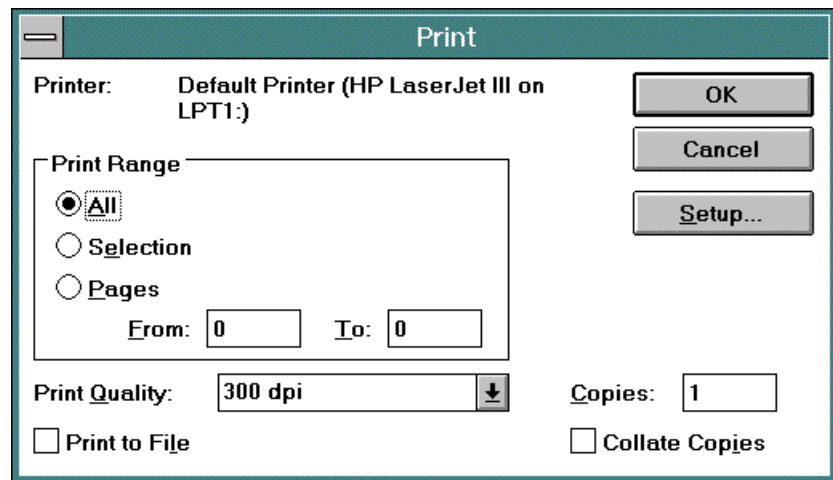 Print
Printer: Default Printer (HP LaserJet III on
LPT1:)
OK
Cancel
Setup...
Print Range
All
Selection
Pages
From: 0 To: 0
Print Quality: 300 dpi
Copies: 1
Print to File
Collate Copies